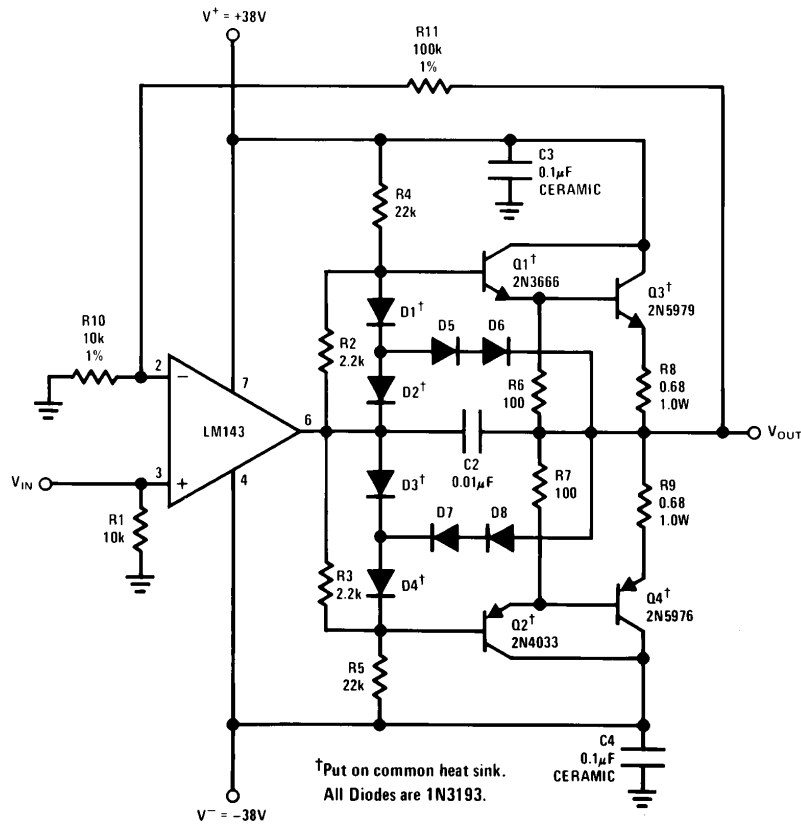 V+ = +38V
R11
100k
1%
C3
0.1μF
CERAMIC
R4
22k
Q1†
2N3666
Q3†
2N5979
D1†
D5
D6
R10
10k
1%
R2
2.2k
R8
0.68
1.0W
2
−
7
D2†
R6
100
LM143
6
VOUT
VIN
3
+
4
C2
0.01μF
R7
100
R1
10k
D3†
R9
0.68
1.0W
D7
D8
R3
2.2k
D4†
Q4†
2N5976
Q2†
2N4033
R5
22k
C4
0.1μF
CERAMIC
†Put on common heat sink.
All Diodes are 1N3193.
V− = −38V